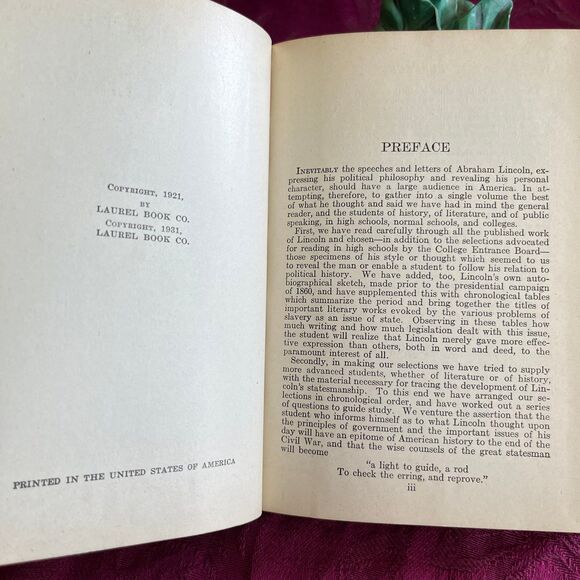 COPYRIGHT, 1921,
BY
LAUREL BOOK CO.
COPYRIGHT, 1931,
LAUREL BOOK CO.
PRINTED IN THE UNITED STATES OF AMERICA
PREFACE
INEVITABLY the speeches and letters of Abraham Lincoln, ex-
pressing his political philosophy and revealing his personal
character, should have a large audience in America. In at-
tempting, therefore, to gather into a single volume the best
of what he thought and said we have had in mind the general
reader, and the students of history, of literature, and of public
speaking, in high schools, normal schools, and colleges.
First, we have read carefully through all the published work
of Lincoln and chosen—in addition to the selections advocated
for reading in high schools by the College Entrance Board—
those specimens of his style or thought which seemed to us
to reveal the man or enable a student to follow his relation to
political history. We have added, too, Lincoln's own auto-
biographical sketch, made prior to the presidential campaign
of 1860, and have supplemented this with chronological tables
which summarize the period and bring together the titles of
important literary works evoked by the various problems of
slavery as an issue of state. Observing in these tables how
much writing and how much legislation dealt with this issue,
the student will realize that Lincoln merely gave more effec-
tive expression than others, both in word and deed, to the
paramount interest of all.
Secondly, in making our selections we have tried to supply
more advanced students, whether of literature or of history,
with the material necessary for tracing the development of Lin-
coln's statesmanship. To this end we have arranged our se-
lections in chronological order, and have worked out a series
of questions to guide study. We venture the assertion that the
student who informs himself as to what Lincoln thought upon
the principles of government and the important issues of his
day will have an epitome of American history to the end of the
Civil War, and that the wise counsels of the great statesman
will become
"a light to guide, a rod
To check the erring, and reprove."
iii